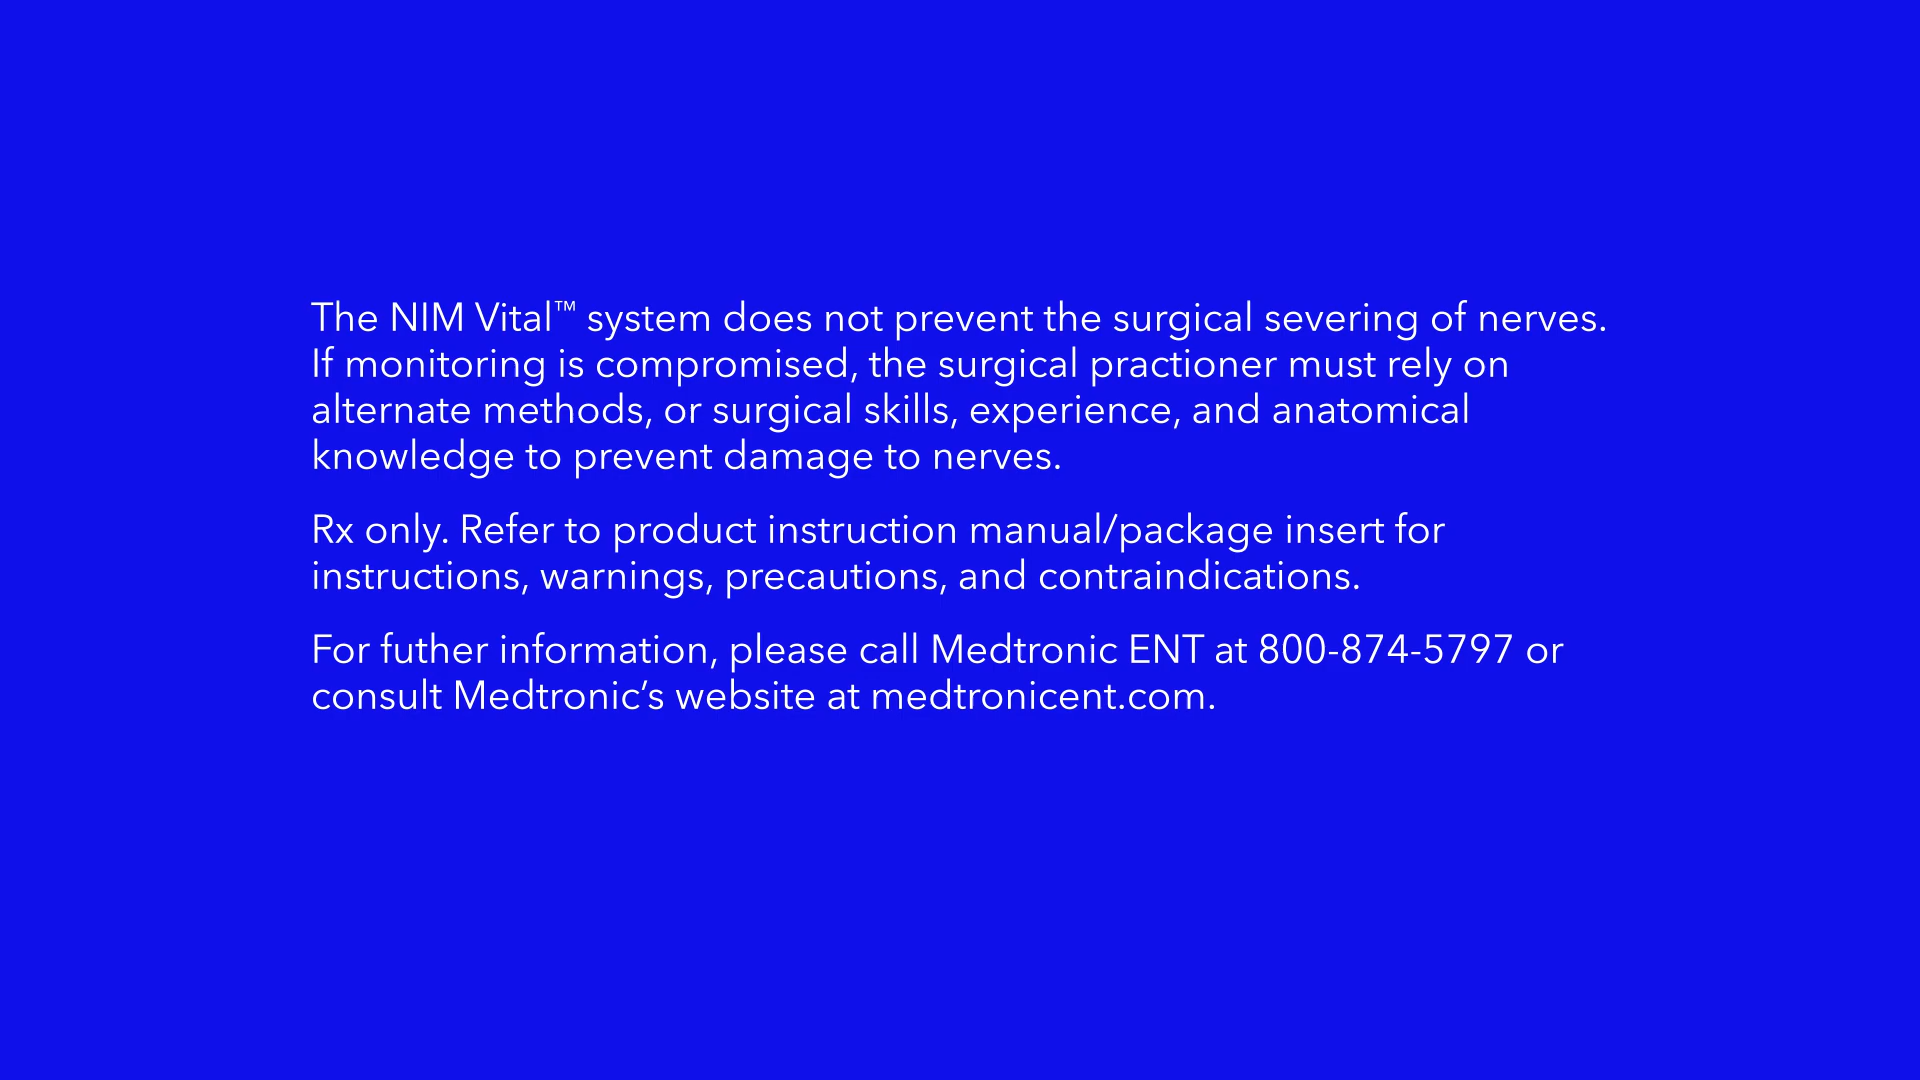 The NIM Vital™ system does not prevent the surgical severing of nerves.
If monitoring is compromised, the surgical practioner must rely on
alternate methods, or surgical skills, experience, and anatomical
knowledge to prevent damage to nerves.
Rx only. Refer to product instruction manual/package insert for
instructions, warnings, precautions, and contraindications.
For futher information, please call Medtronic ENT at 800-874-5797 or
consult Medtronic’s website at medtronicent.com.